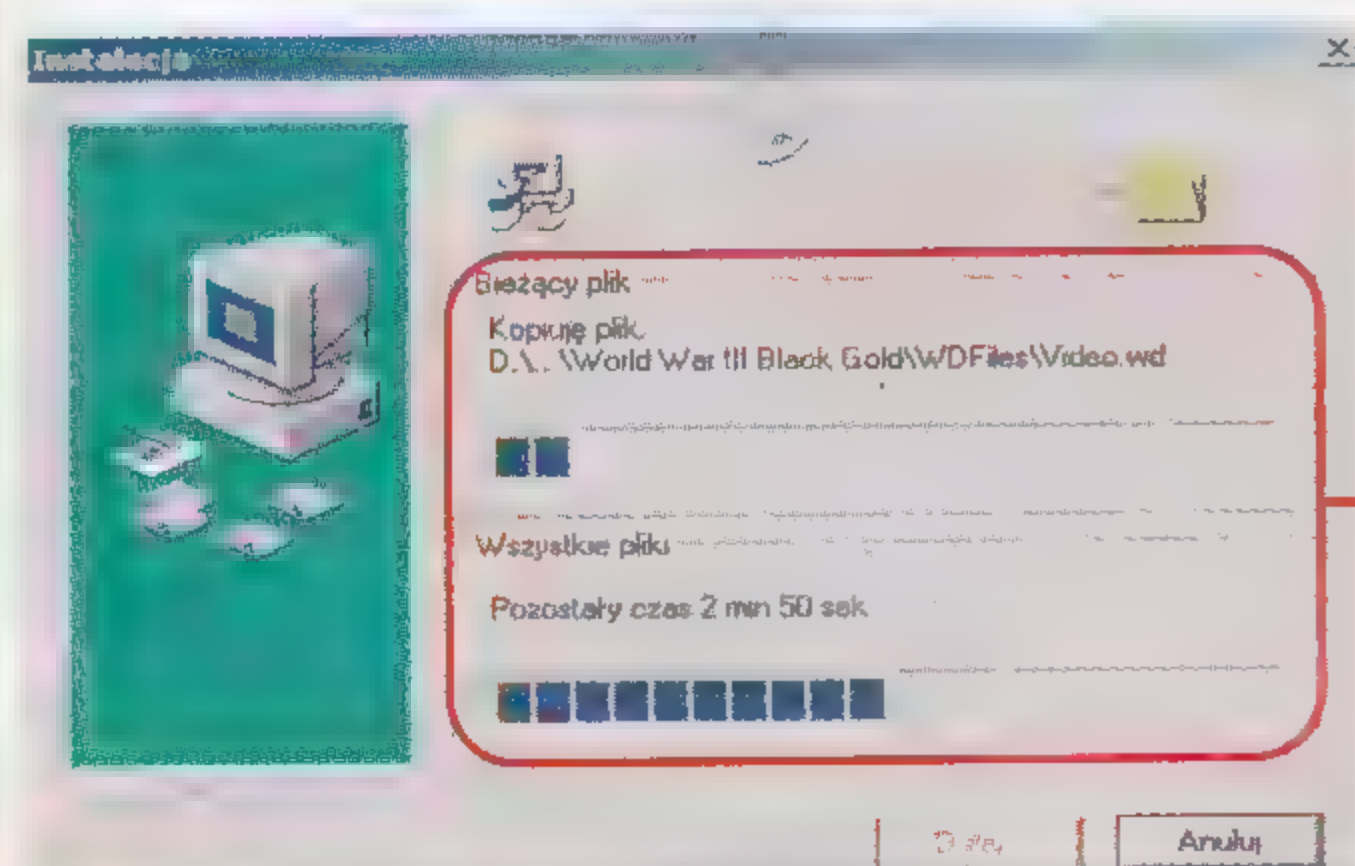 Instalacja
Bieżący plik
Kopiuję plik:
D:\...\World War III Black Gold\WDFiles\Video.wd
Wszystkie pliki
Pozostały czas 2 min 50 sek
Dalej
Anuluj